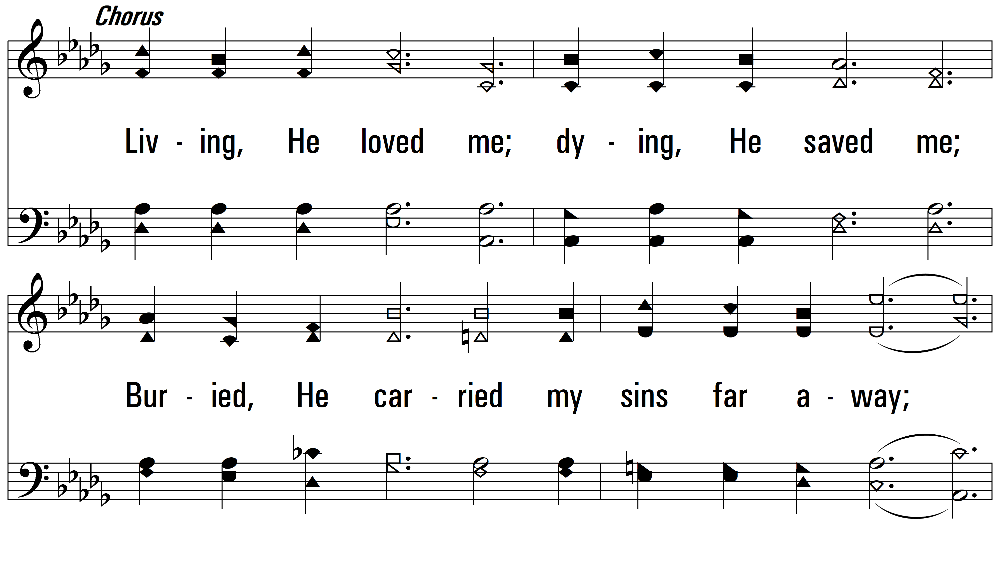 Chorus
Liv - ing, He loved me; dy - ing, He saved me;
Bur - ied, He car - ried my sins far a - way;